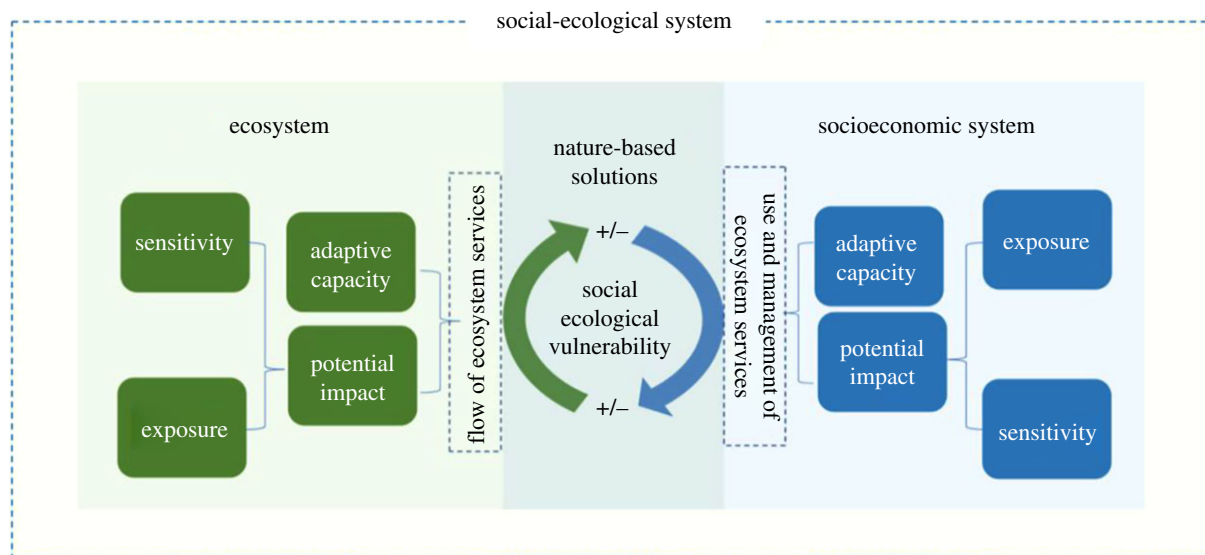 social-ecological system
ecosystem
sensitivity
exposure
adaptive
capacity
potential
impact
flow of ecosystem services
nature-based
solutions
+/–
social
ecological
vulnerability
+/–
socioeconomic system
use and management of
ecosystem services
adaptive
capacity
potential
impact
exposure
sensitivity